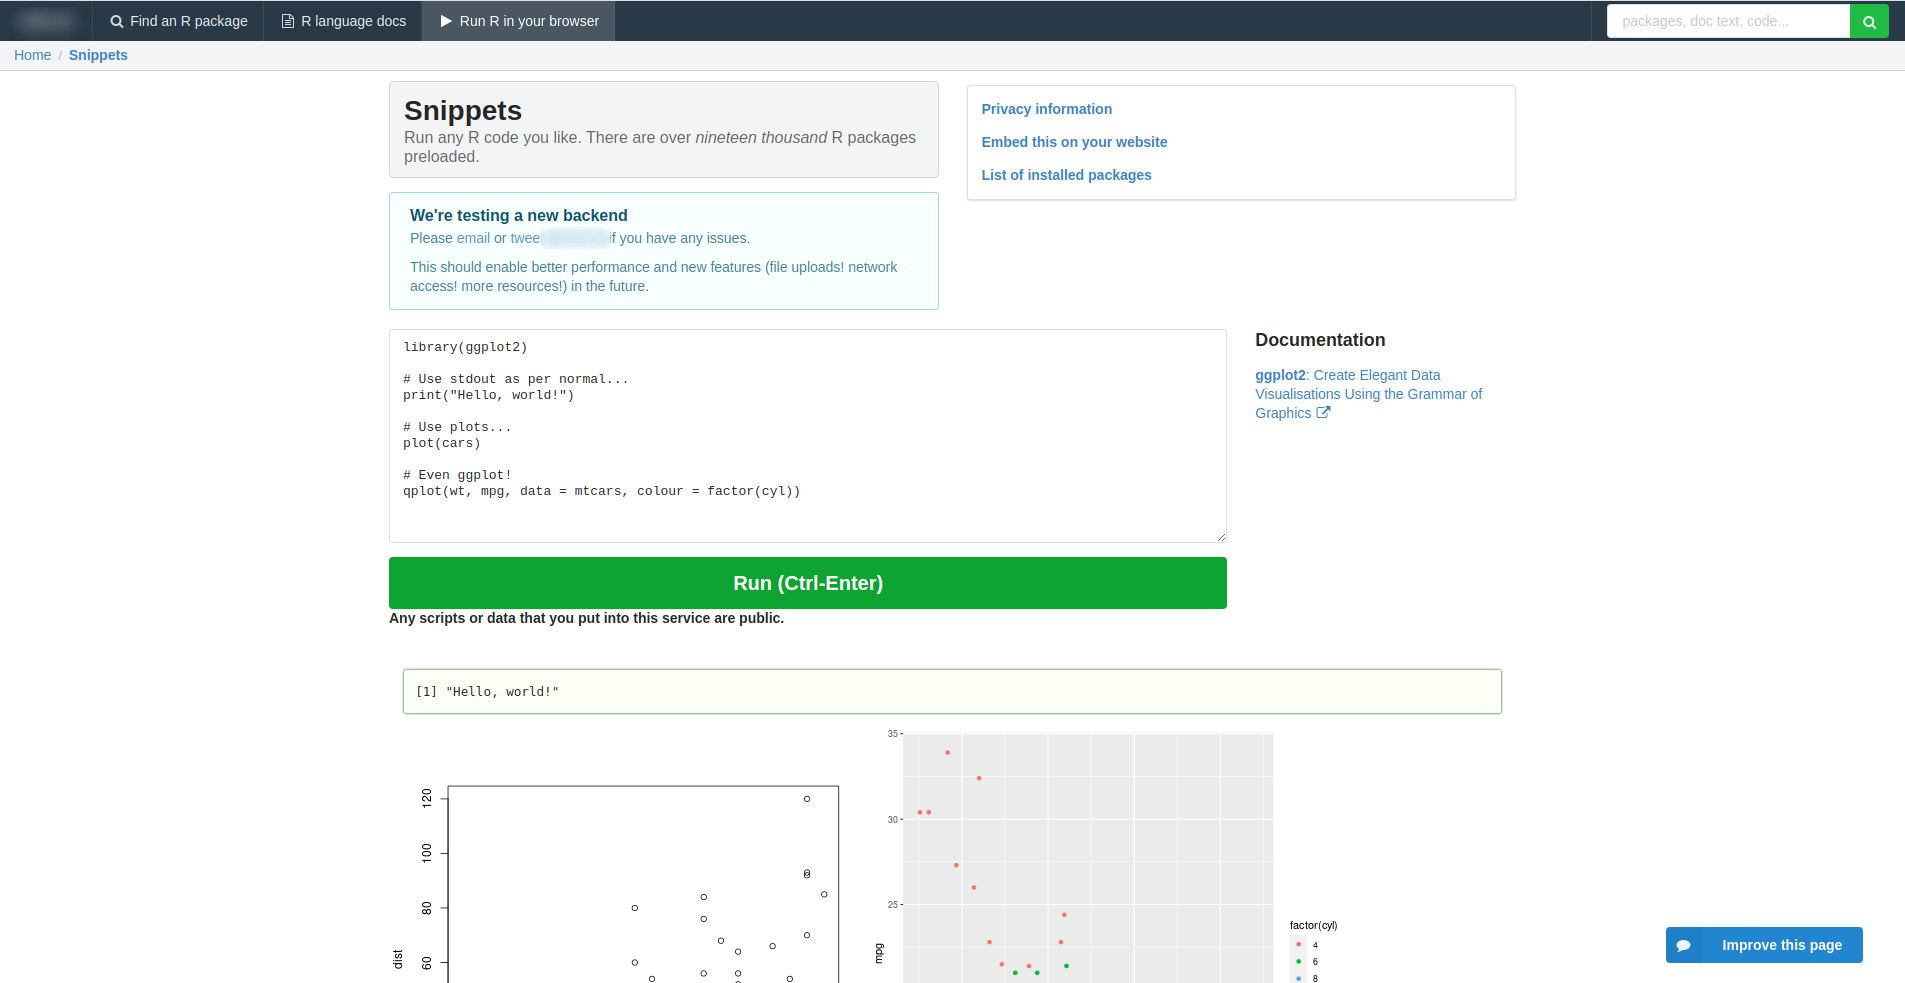 Find an R package
R language docs
Run R in your browser
packages, doc text, code...
Home / Snippets
Snippets
Run any R code you like. There are over nineteen thousand R packages
preloaded.
Privacy information
Embed this on your website
List of installed packages
We're testing a new backend
Please email or twee if you have any issues.
This should enable better performance and new features (file uploads! network
access! more resources!) in the future.
library(ggplot2)
# Use stdout as per normal...
print("Hello, world!")
# Use plots...
plot(cars)
# Even ggplot!
qplot(wt, mpg, data = mtcars, colour = factor(cyl))
Documentation
ggplot2: Create Elegant Data
Visualisations Using the Grammar of
Graphics
Run (Ctrl-Enter)
Any scripts or data that you put into this service are public.
[1] "Hello, world!"
120
100
80
60
dist
35
30
25
mpg
factor(cyl)
4
6
8
Improve this page